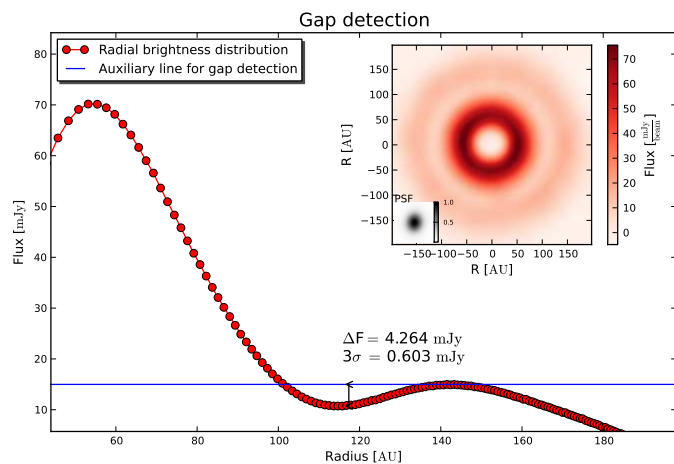 Gap detection
Radial brightness distribution
Auxiliary line for gap detection
Flux [mJy]
70
60
50
40
30
20
10
60
80
100
120
140
160
180
Radius [AU]
ΔF = 4.264 mJy
3σ = 0.603 mJy
R [AU]
150
100
50
0
−50
−100
−150
−150−100 −50 0 50 100 150
R [AU]
PSF
1.0
0.5
70
60
50
40
30
20
10
0
Flux [mJy/beam]